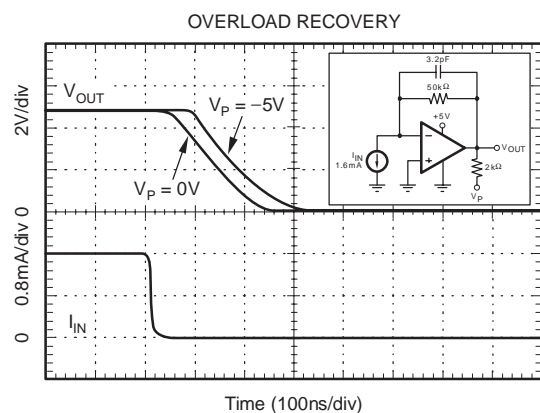 OVERLOAD RECOVERY
2V/div
V_OUT
V_P = −5V
V_P = 0V
3.2pF
50kΩ
+5V
−
+
I_IN
1.6mA
V_OUT
2kΩ
V_P
0
0.8mA/div
I_IN
0
Time (100ns/div)